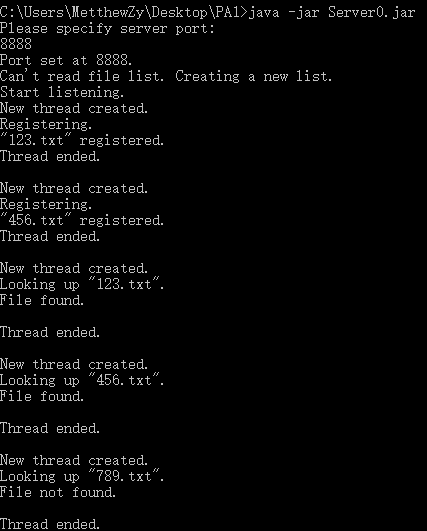 C:\Users\MetthewZy\Desktop\PA1>java -jar Server0.jar
Please specify server port:
8888
Port set at 8888.
Can't read file list. Creating a new list.
Start listening.
New thread created.
Registering.
"123.txt" registered.
Thread ended.
New thread created.
Registering.
"456.txt" registered.
Thread ended.
New thread created.
Looking up "123.txt".
File found.
Thread ended.
New thread created.
Looking up "456.txt".
File found.
Thread ended.
New thread created.
Looking up "789.txt".
File not found.
Thread ended.